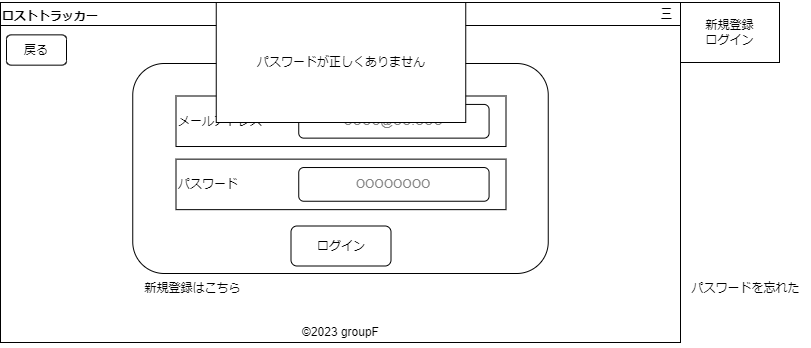 ロストトラッカー
三
新規登録
ログイン
戻る
パスワードが正しくありません
メールアドレス
パスワード
OOOOOOOO
ログイン
新規登録はこちら
パスワードを忘れた
©2023 groupF